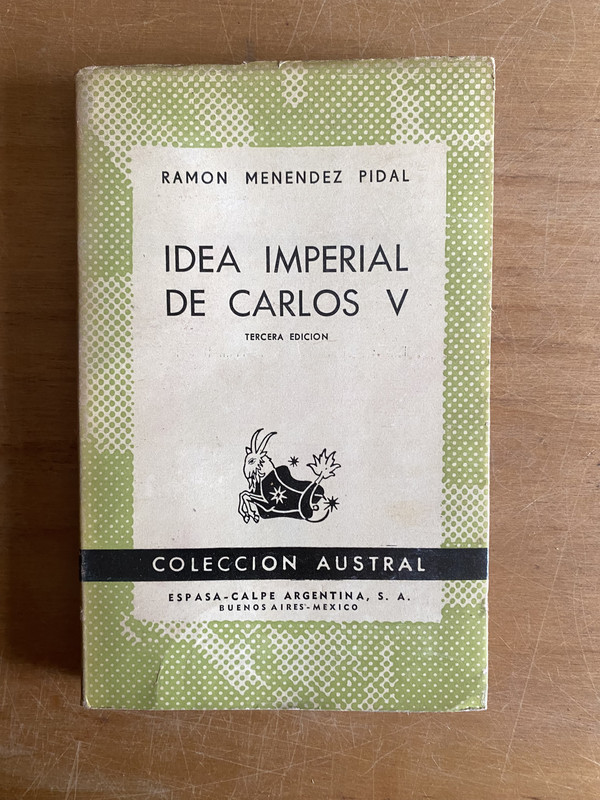 RAMON MENENDEZ PIDAL
IDEA IMPERIAL
DE CARLOS V
TERCERA EDICION
COLECCION AUSTRAL
ESPASA-CALPE ARGENTINA, S. A.
BUENOS AIRES-MEXICO